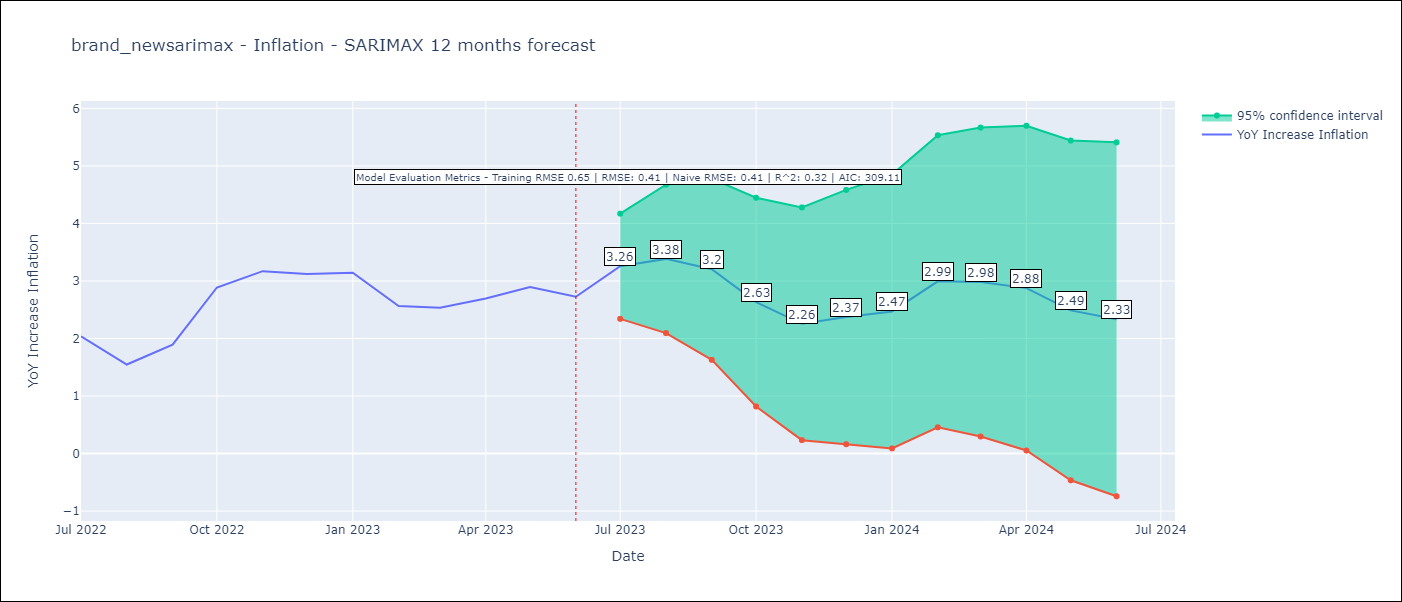 brand_newsarimax - Inflation - SARIMAX 12 months forecast
95% confidence interval
YoY Increase Inflation
6
5
4
3
2
1
0
−1
YoY Increase Inflation
Model Evaluation Metrics - Training RMSE 0.65 | RMSE: 0.41 | Naive RMSE: 0.41 | R^2: 0.32 | AIC: 309.11
3.26
3.38
3.2
2.63
2.26
2.37
2.47
2.99
2.98
2.88
2.49
2.33
Jul 2022
Oct 2022
Jan 2023
Apr 2023
Jul 2023
Oct 2023
Jan 2024
Apr 2024
Jul 2024
Date